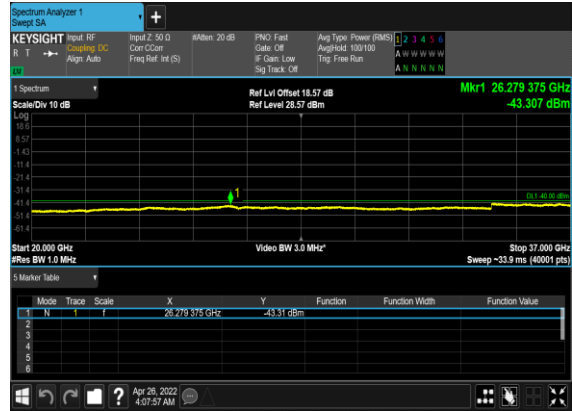 Spectrum Analyzer 1
Swept SA
+
KEYSIGHT Input: RF Input Z: 50 Ω #Atten: 20 dB PNO: Fast Avg Type: Power (RMS) 1 2 3 4 5 6
R T Coupling: DC Corr CCorr Gate: Off Avg|Hold: 100/100 A W W W W W
Align: Auto Freq Ref: Int (S) IF Gain: Low Trig: Free Run
Sig Track: Off A N N N N N
1 Spectrum Ref Lvl Offset 18.57 dB Mkr1 26.279 375 GHz
Scale/Div 10 dB Ref Level 28.57 dBm -43.307 dBm
Log
18.6
8.57
-1.43
-11.4
-21.4
-31.4
1
DL1 -40.00 dBm
-41.4
-51.4
-61.4
Start 20.000 GHz Video BW 3.0 MHz* Stop 37.000 GHz
#Res BW 1.0 MHz Sweep ~33.9 ms (40001 pts)
5 Marker Table
Mode Trace Scale X Y Function Function Width Function Value
1 N 1 f 26.279 375 GHz -43.31 dBm
2
3
4
5
6
? Apr 26, 2022
4:07:57 AM